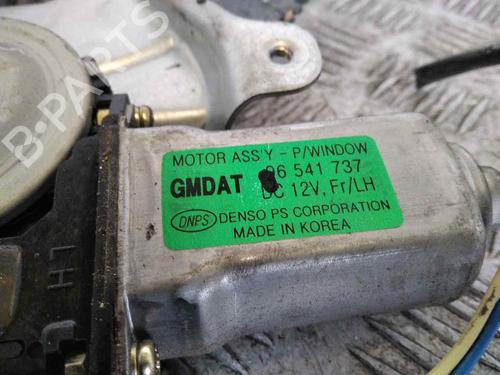 B-PARTS
MOTOR ASS'Y - P/WINDOW
GMDAT 96 541 737
DC 12V, Fr/LH
DNPS DENSO PS CORPORATION
MADE IN KOREA
LH